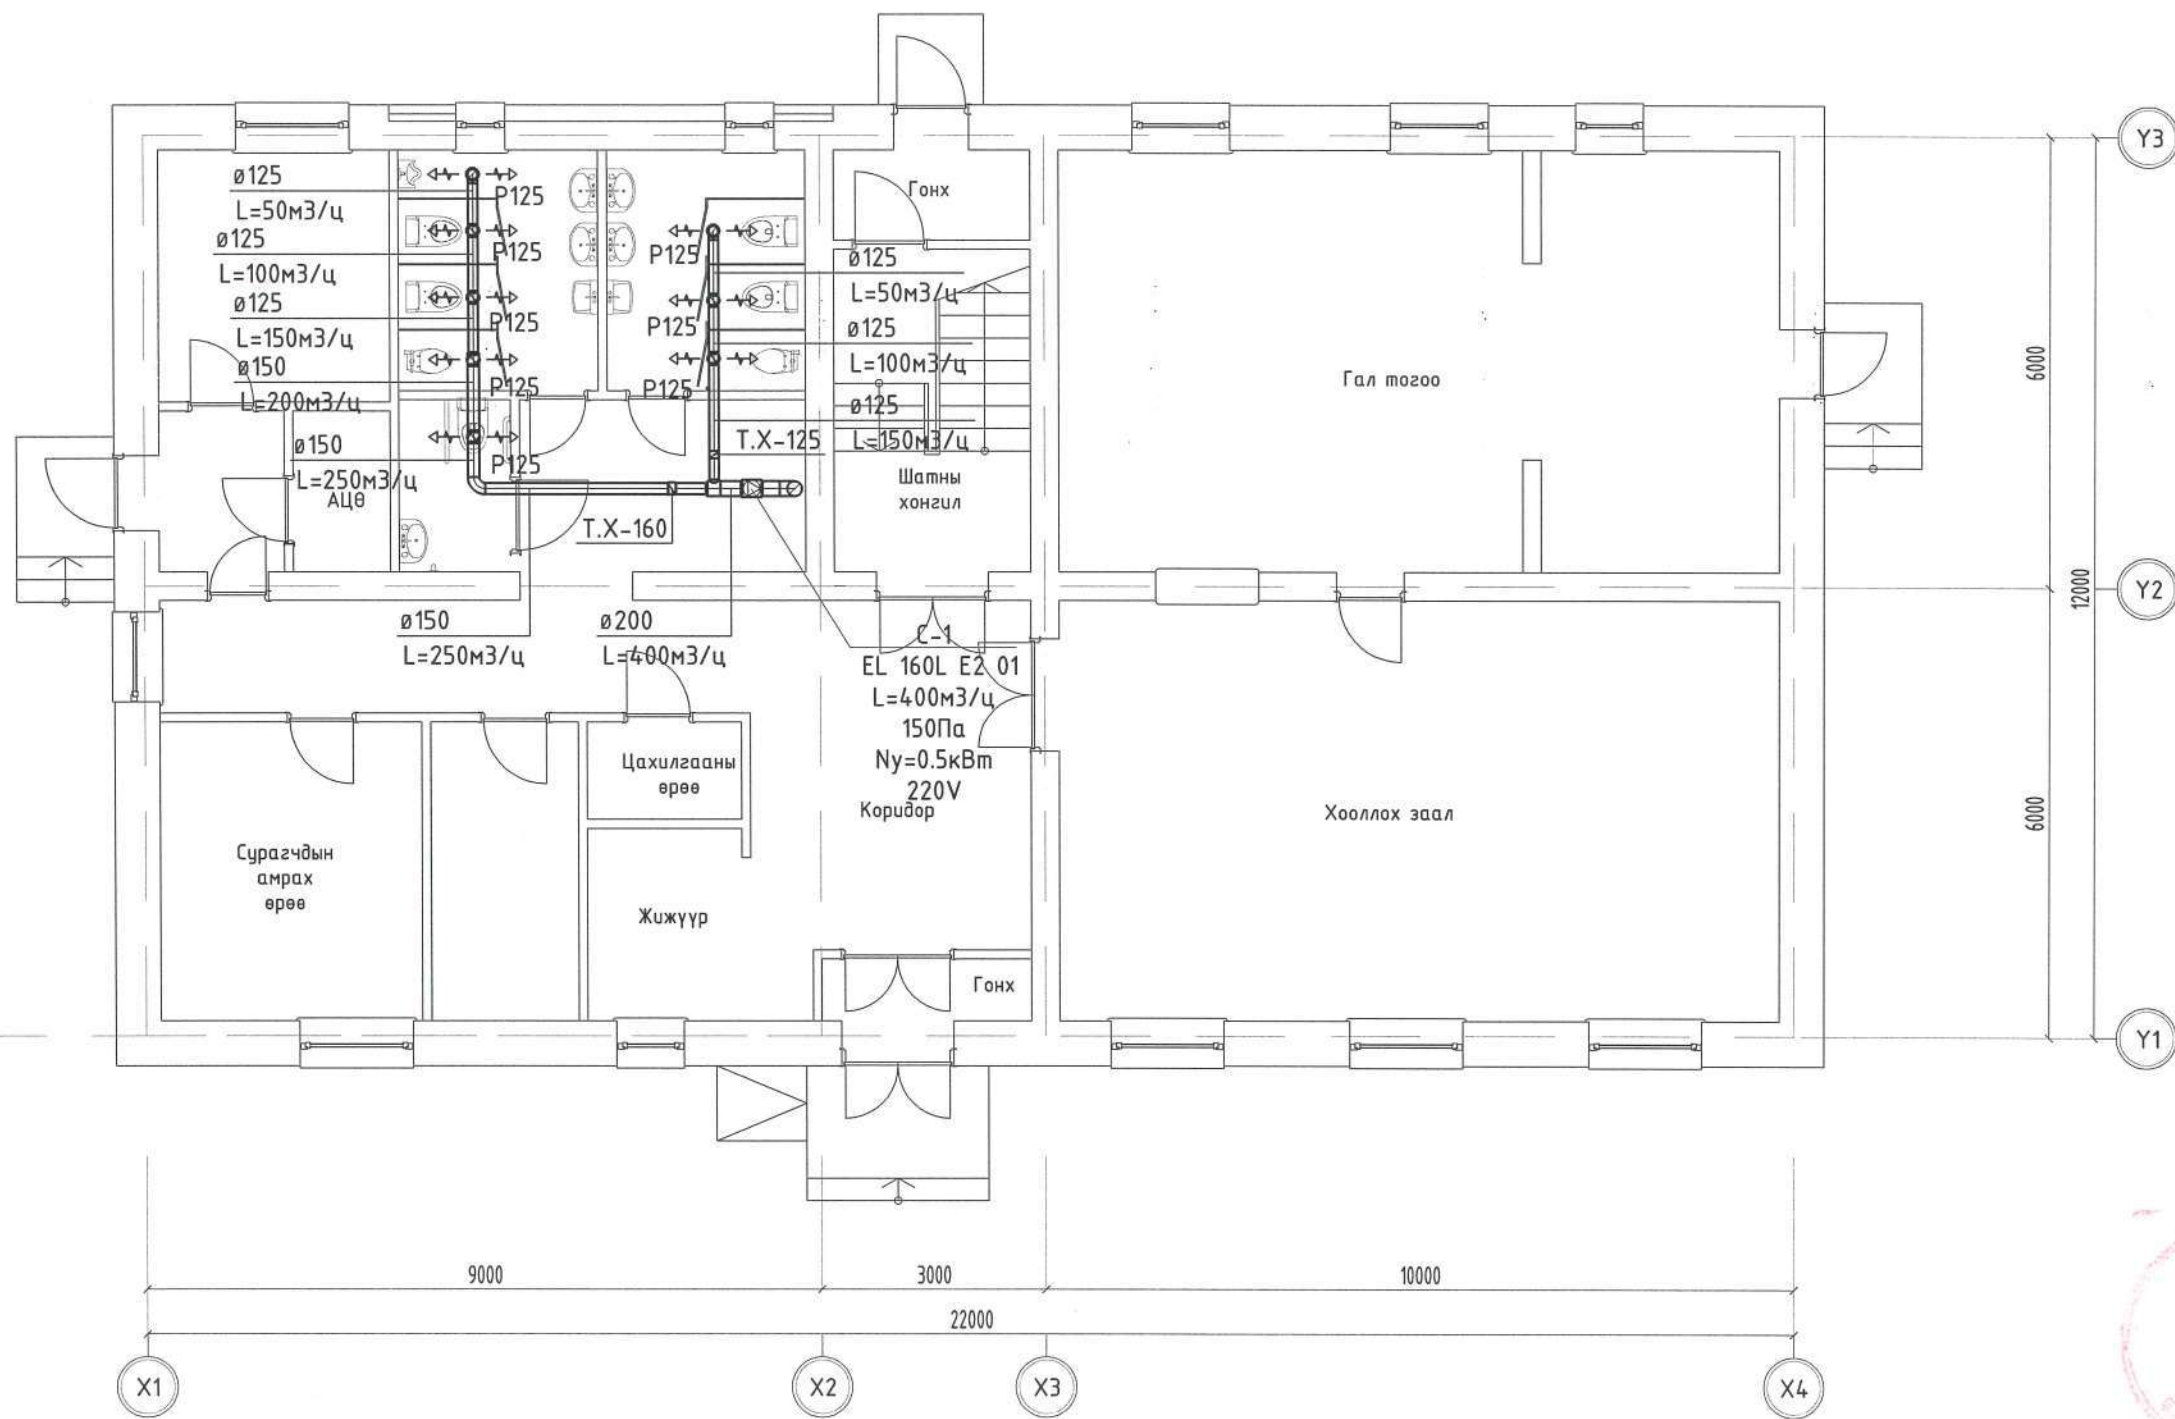 Y3
ø125
L=50м3/ц
ø125
L=100м3/ц
ø125
L=150м3/ц
ø150
L=200м3/ц
ø150
L=250м3/ц
АЦӨ
P125
P125
P125
P125
P125
P125
P125
P125
Гонх
ø125
L=50м3/ц
ø125
L=100м3/ц
ø125
L=150м3/ц
Т.Х-125
Т.Х-160
Шатны
хонгил
Гал тогоо
6000
12000
Y2
ø150
L=250м3/ц
ø200
L=400м3/ц
C-1
EL 160L E2 01
L=400м3/ц
150Па
Nу=0.5кВт
220V
Коридор
Цахилгааны
өрөө
Сурагчдын
амрах
өрөө
Жижүүр
Хооллох заал
6000
Гонх
Y1
9000
3000
10000
22000
X1
X2
X3
X4